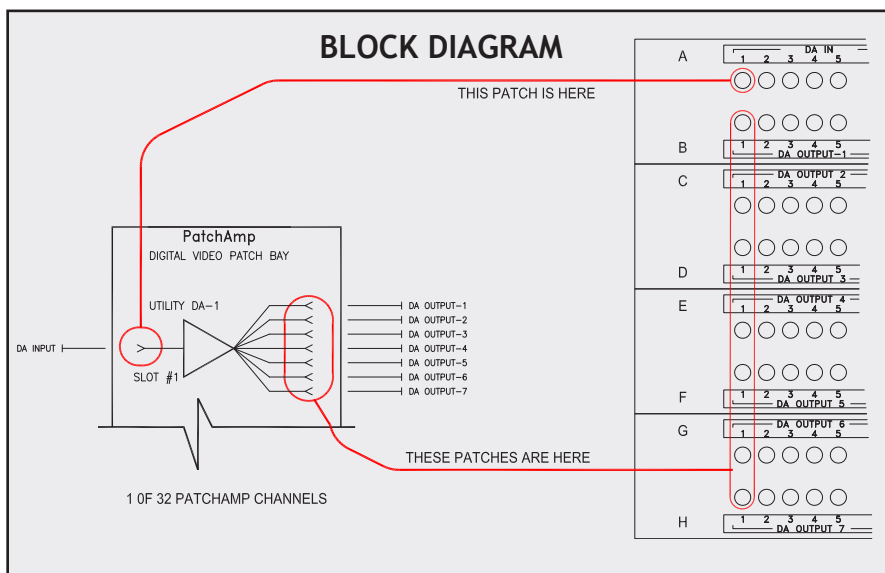 BLOCK DIAGRAM
THIS PATCH IS HERE
A
DA IN
1 2 3 4 5
B
1 2 3 4 5
DA OUTPUT-1
C
DA OUTPUT 2
1 2 3 4 5
D
1 2 3 4 5
DA OUTPUT 3
E
DA OUTPUT 4
1 2 3 4 5
F
1 2 3 4 5
DA OUTPUT 5
G
DA OUTPUT 6
1 2 3 4 5
H
1 2 3 4 5
DA OUTPUT 7
PatchAmp
DIGITAL VIDEO PATCH BAY
UTILITY DA-1
DA INPUT
SLOT #1
DA OUTPUT-1
DA OUTPUT-2
DA OUTPUT-3
DA OUTPUT-4
DA OUTPUT-5
DA OUTPUT-6
DA OUTPUT-7
THESE PATCHES ARE HERE
1 0F 32 PATCHAMP CHANNELS